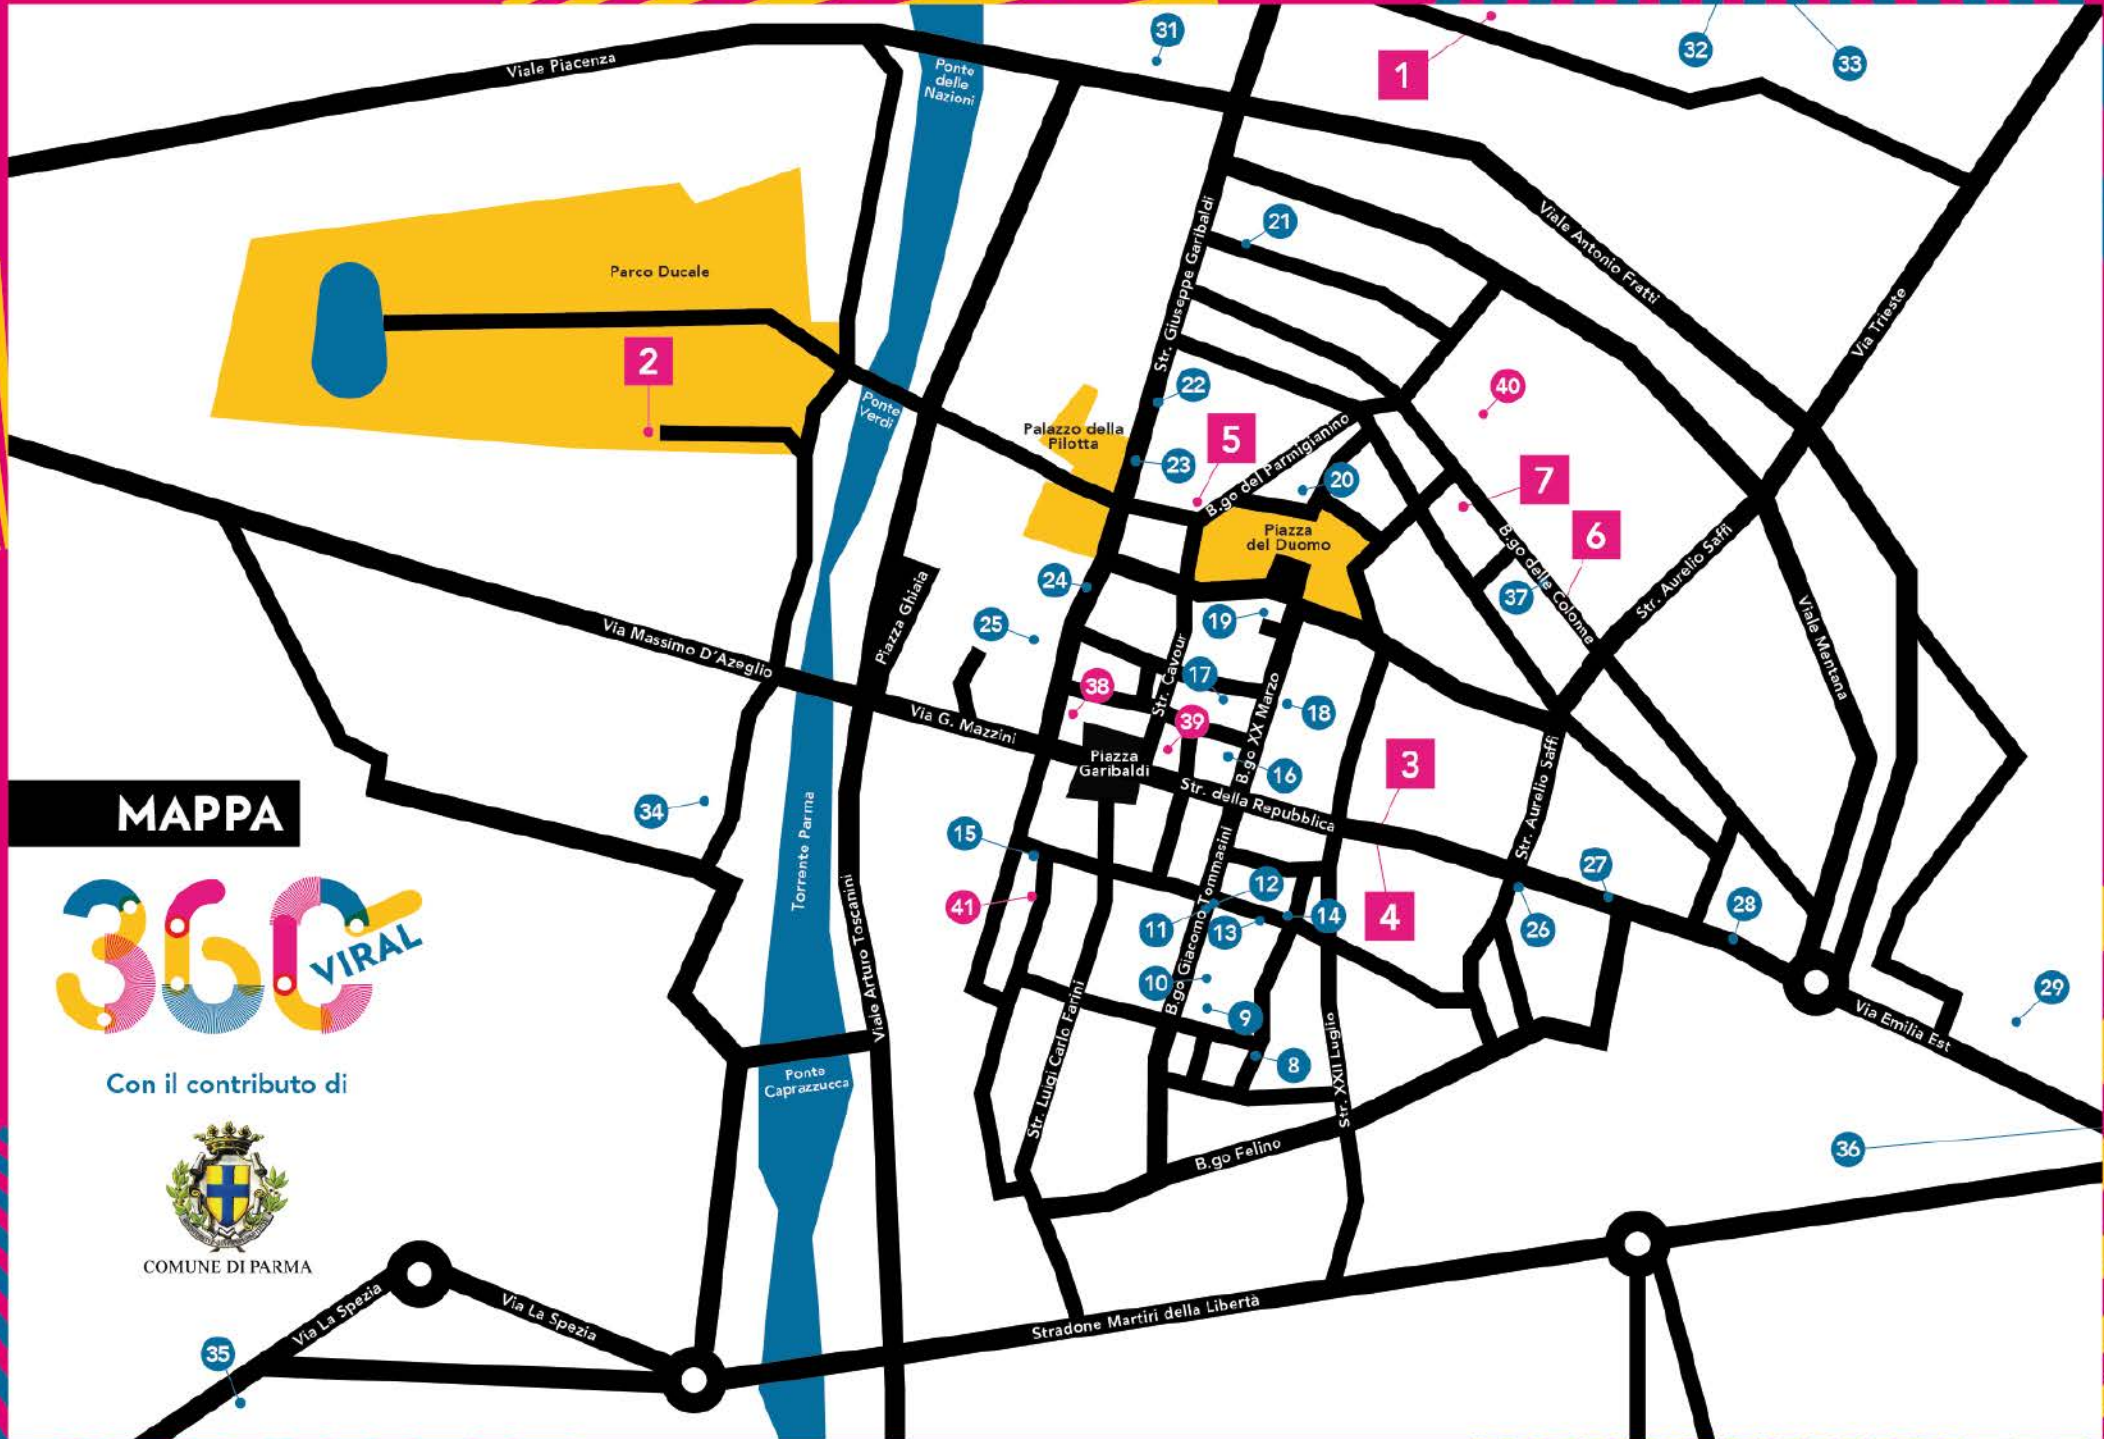 31
32
33
1
Viale Piacenza
Ponte
delle
Nazioni
Str. Giuseppe Garibaldi
21
Viale Antonio Fratti
Parco Ducale
Via Trieste
2
22
40
Ponte
Verdi
Palazzo della
Pilotta
5
B.go del Parmigianino
23
20
7
Piazza
del Duomo
6
B.go delle Colonne
Str. Aurelio Saffi
24
37
Piazza Ghiaia
25
19
Via Massimo D'Azeglio
Viale Mentana
Str. Cavour
17
38
B.go XX Marzo
18
39
Via G. Mazzini
Piazza
Garibaldi
16
3
Str. della Repubblica
Str. Aurelio Saffi
MAPPA
34
Torrente Parma
15
27
12
41
11
13
14
4
26
28
360
VIRAL
Viale Arturo Toscanini
B.go Giacomo Tommasini
10
9
29
Via Emilia Est
Str. Luigi Carlo Farini
Str. XXII Luglio
8
Ponte
Caprazzucca
Con il contributo di
B.go Felino
36
COMUNE DI PARMA
Via La Spezia
Via La Spezia
Stradone Martiri della Libertà
35